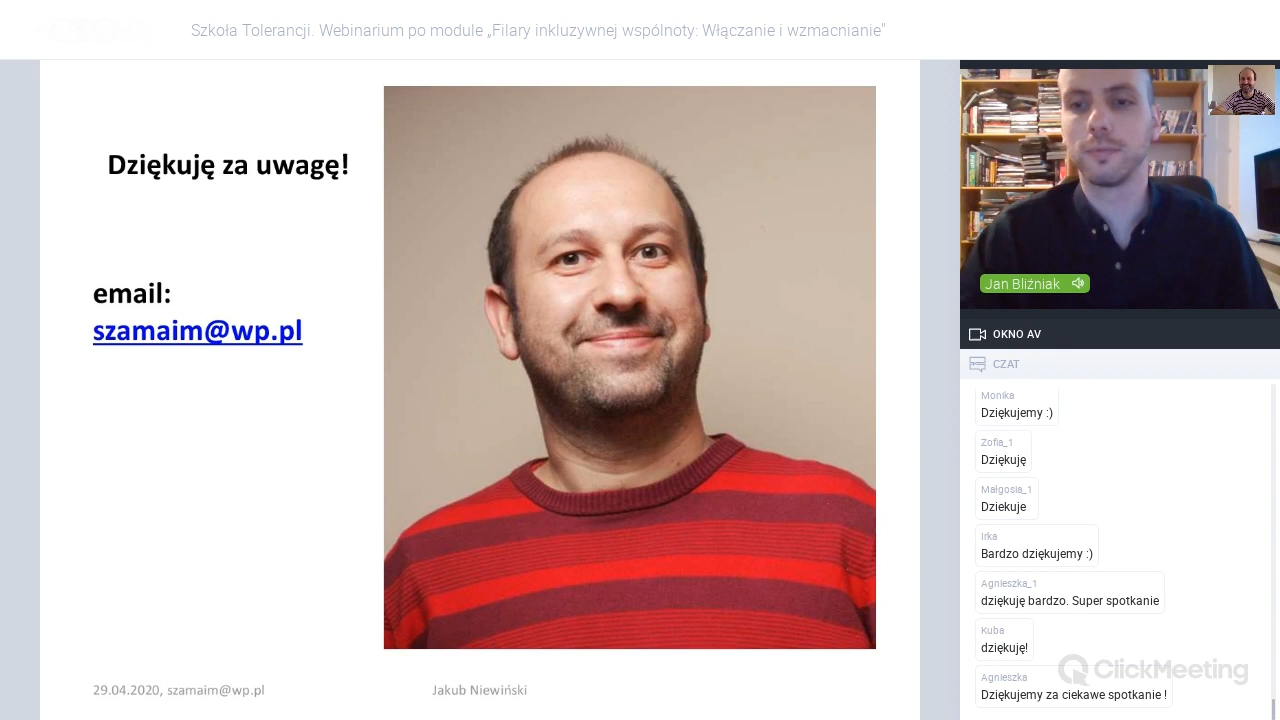 Szkoła Tolerancji. Webinarium po module „Filary inkluzywnej wspólnoty: Włączanie i wzmacnianie"
Dziękuję za uwagę!
email:
szamaim@wp.pl
29.04.2020, szamaim@wp.pl
Jakub Niewiński
Jan Bliźniak
OKNO AV
CZAT
Monika
Dziękujemy :)
Zofia_1
Dziękuję
Małgosia_1
Dziekuje
Irka
Bardzo dziękujemy :)
Agnieszka_1
dziękuję bardzo. Super spotkanie
Kuba
dziękuję!
Agnieszka
Dziękujemy za ciekawe spotkanie !
ClickMeeting